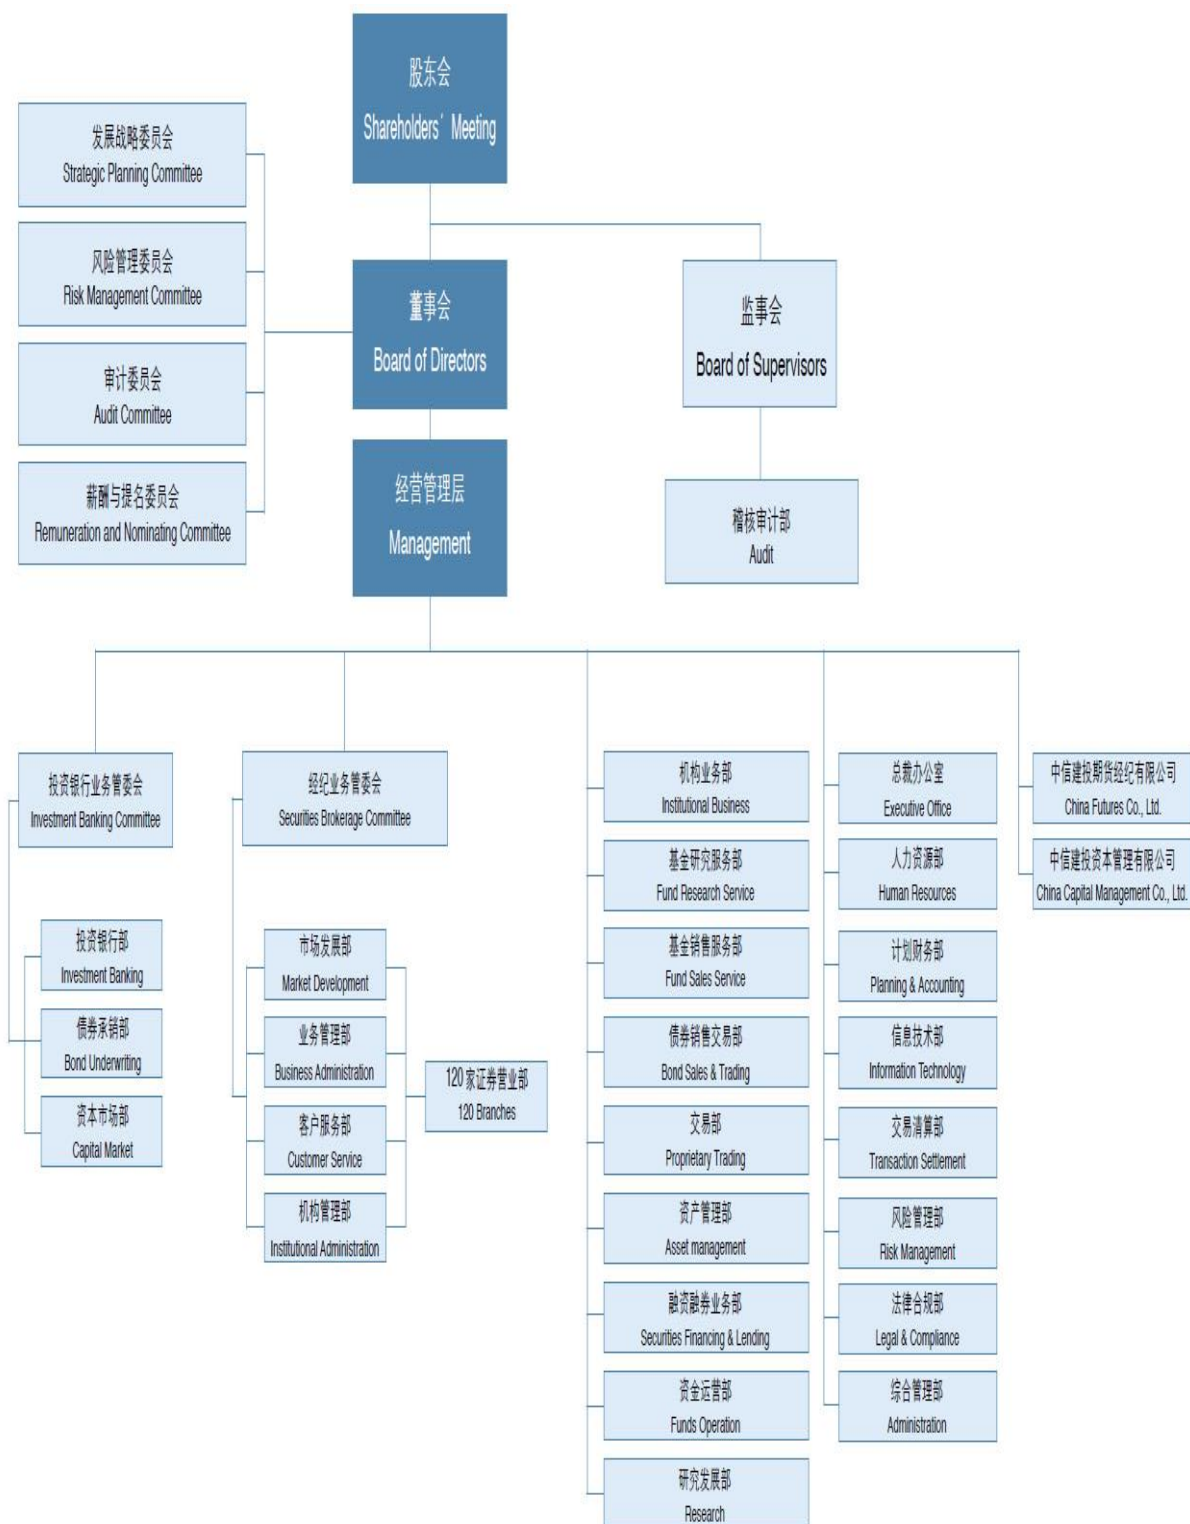 股东会
Shareholders' Meeting
发展战略委员会
Strategic Planning Committee
风险管理委员会
Risk Management Committee
审计委员会
Audit Committee
薪酬与提名委员会
Remuneration and Nominating Committee
董事会
Board of Directors
监事会
Board of Supervisors
经营管理层
Management
稽核审计部
Audit
投资银行业务管委会
Investment Banking Committee
投资银行部
Investment Banking
债券承销部
Bond Underwriting
资本市场部
Capital Market
经纪业务管委会
Securities Brokerage Committee
市场发展部
Market Development
业务管理部
Business Administration
客户服务部
Customer Service
机构管理部
Institutional Administration
120家证券营业部
120 Branches
机构业务部
Institutional Business
基金研究服务部
Fund Research Service
基金销售服务部
Fund Sales Service
债券销售交易部
Bond Sales & Trading
交易部
Proprietary Trading
资产管理部
Asset management
融资融券业务部
Securities Financing & Lending
资金运营部
Funds Operation
研究发展部
Research
总裁办公室
Executive Office
人力资源部
Human Resources
计划财务部
Planning & Accounting
信息技术部
Information Technology
交易清算部
Transaction Settlement
风险管理部
Risk Management
法律合规部
Legal & Compliance
综合管理部
Administration
中信建投期货经纪有限公司
China Futures Co., Ltd.
中信建投资本管理有限公司
China Capital Management Co., Ltd.